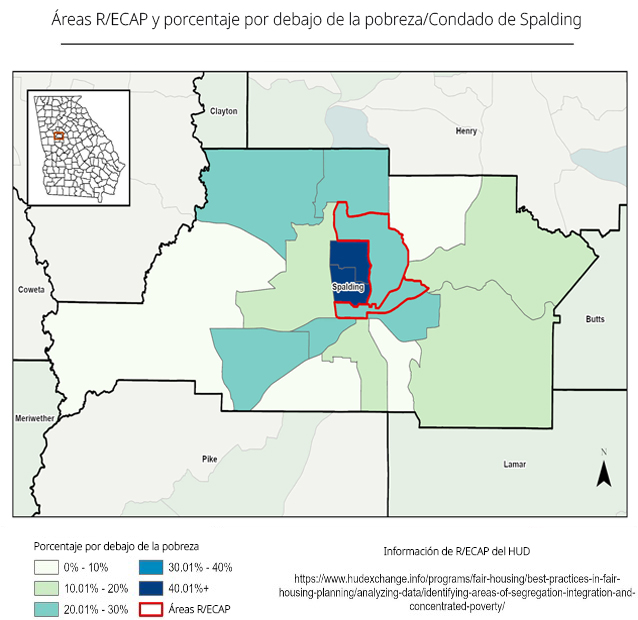 Áreas R/ECAP y porcentaje por debajo de la pobreza/Condado de Spalding
Clayton
Henry
Spalding
Coweta
Butts
Meriwether
Pike
Lamar
N
Porcentaje por debajo de la pobreza
0% - 10%
10.01% - 20%
20.01% - 30%
30.01% - 40%
40.01%+
Áreas R/ECAP
Información de R/ECAP del HUD
https://www.hudexchange.info/programs/fair-housing/best-practices-in-fair-
housing-planning/analyzing-data/identifying-areas-of-segregation-integration-and-
concentrated-poverty/